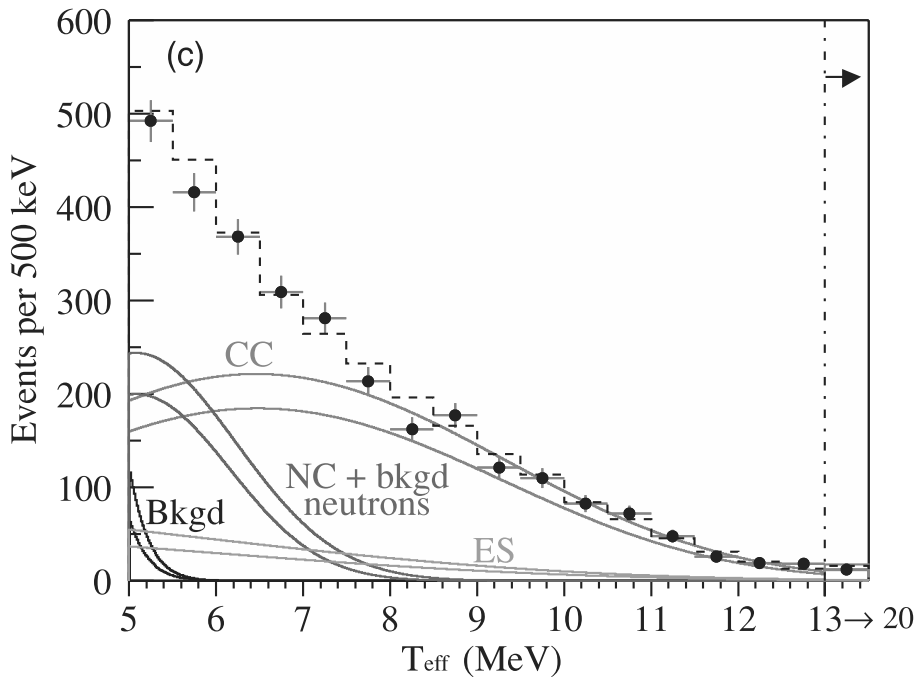 (c)
600
500
400
300
200
100
0
Events per 500 keV
CC
NC + bkgd
neutrons
Bkgd
ES
5 6 7 8 9 10 11 12 13→20
Teff (MeV)